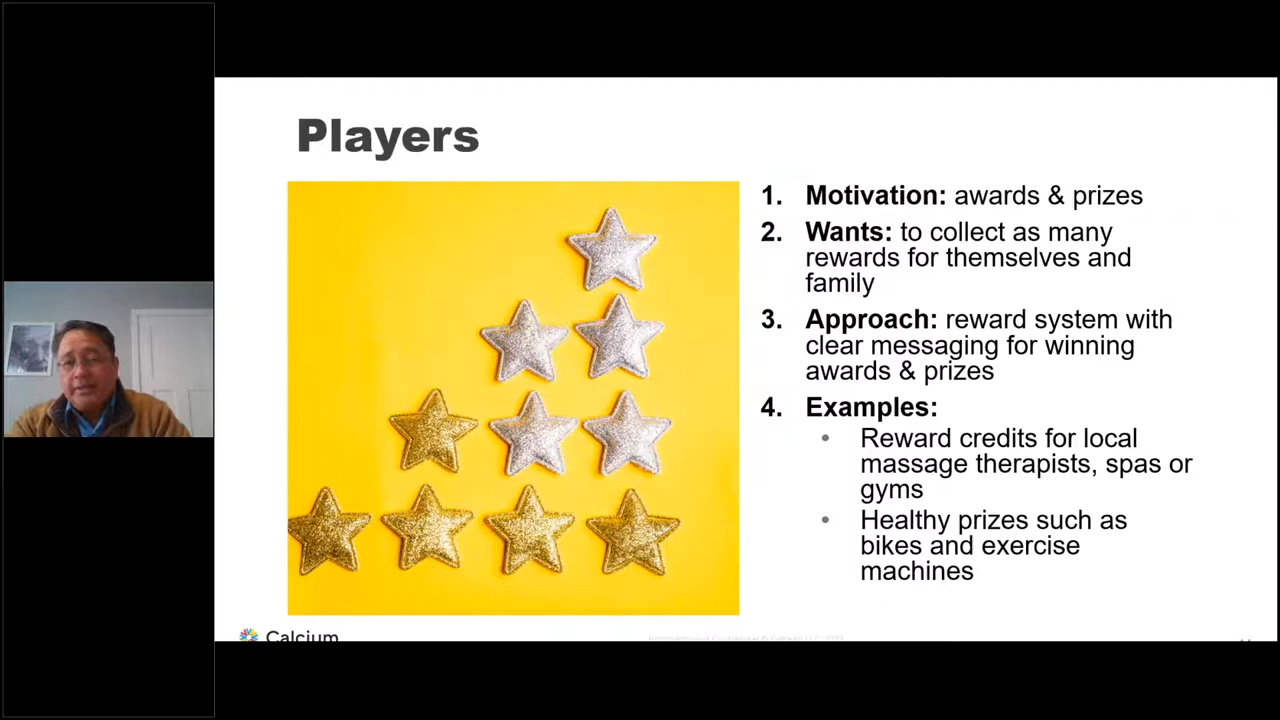 Players
1. Motivation: awards & prizes
2. Wants: to collect as many
rewards for themselves and
family
3. Approach: reward system with
clear messaging for winning
awards & prizes
4. Examples:
• Reward credits for local
massage therapists, spas or
gyms
• Healthy prizes such as
bikes and exercise
machines
Calcium